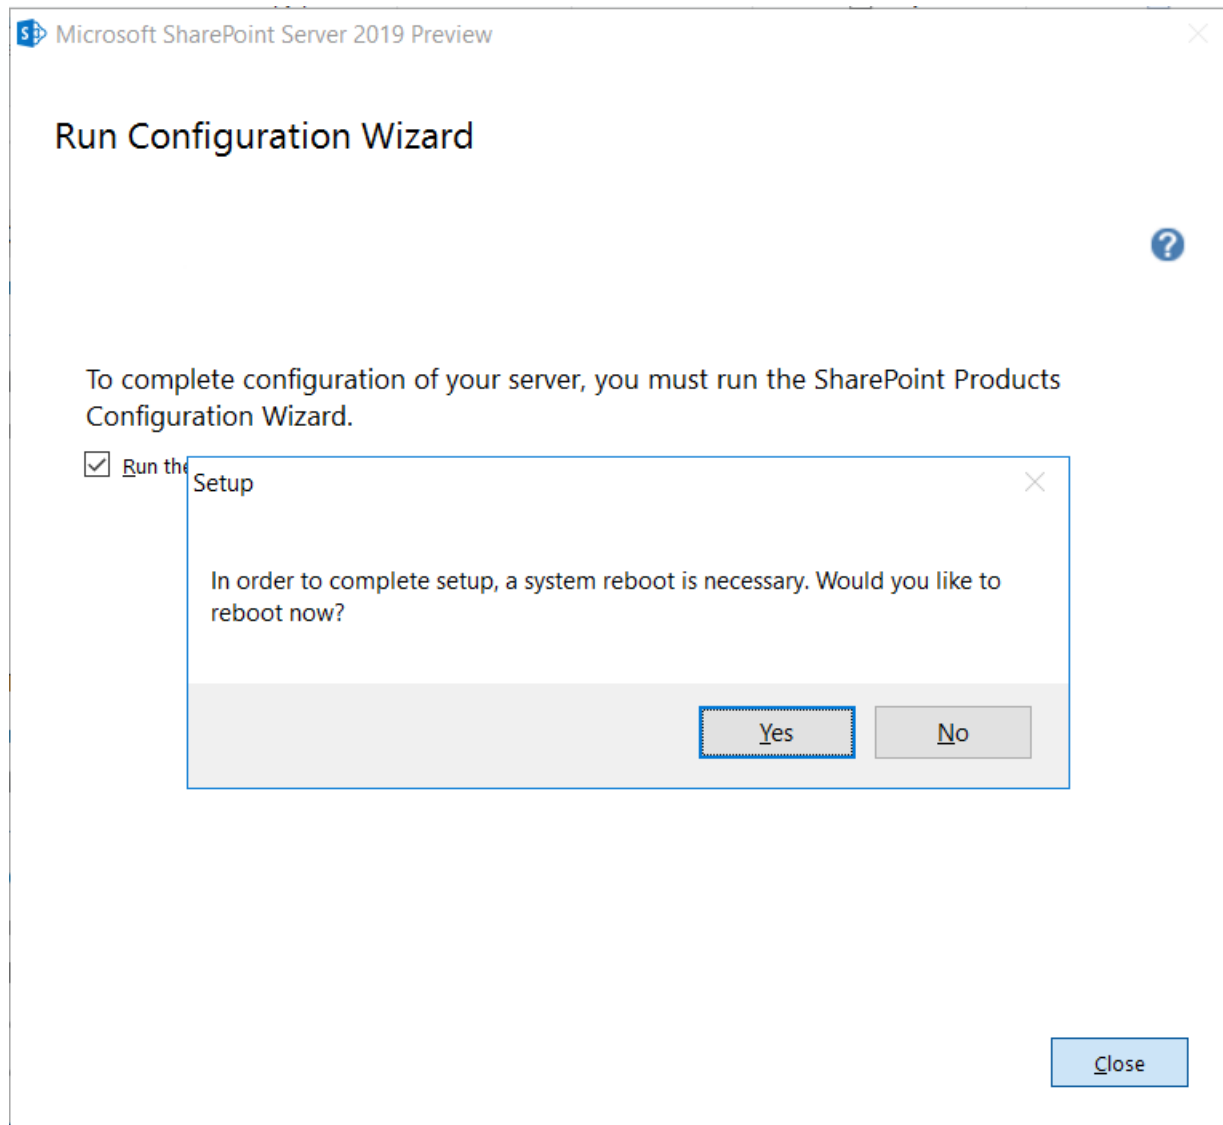 Microsoft SharePoint Server 2019 Preview
Run Configuration Wizard
?
To complete configuration of your server, you must run the SharePoint Products
Configuration Wizard.
Run the
Setup
In order to complete setup, a system reboot is necessary. Would you like to
reboot now?
Yes
No
Close